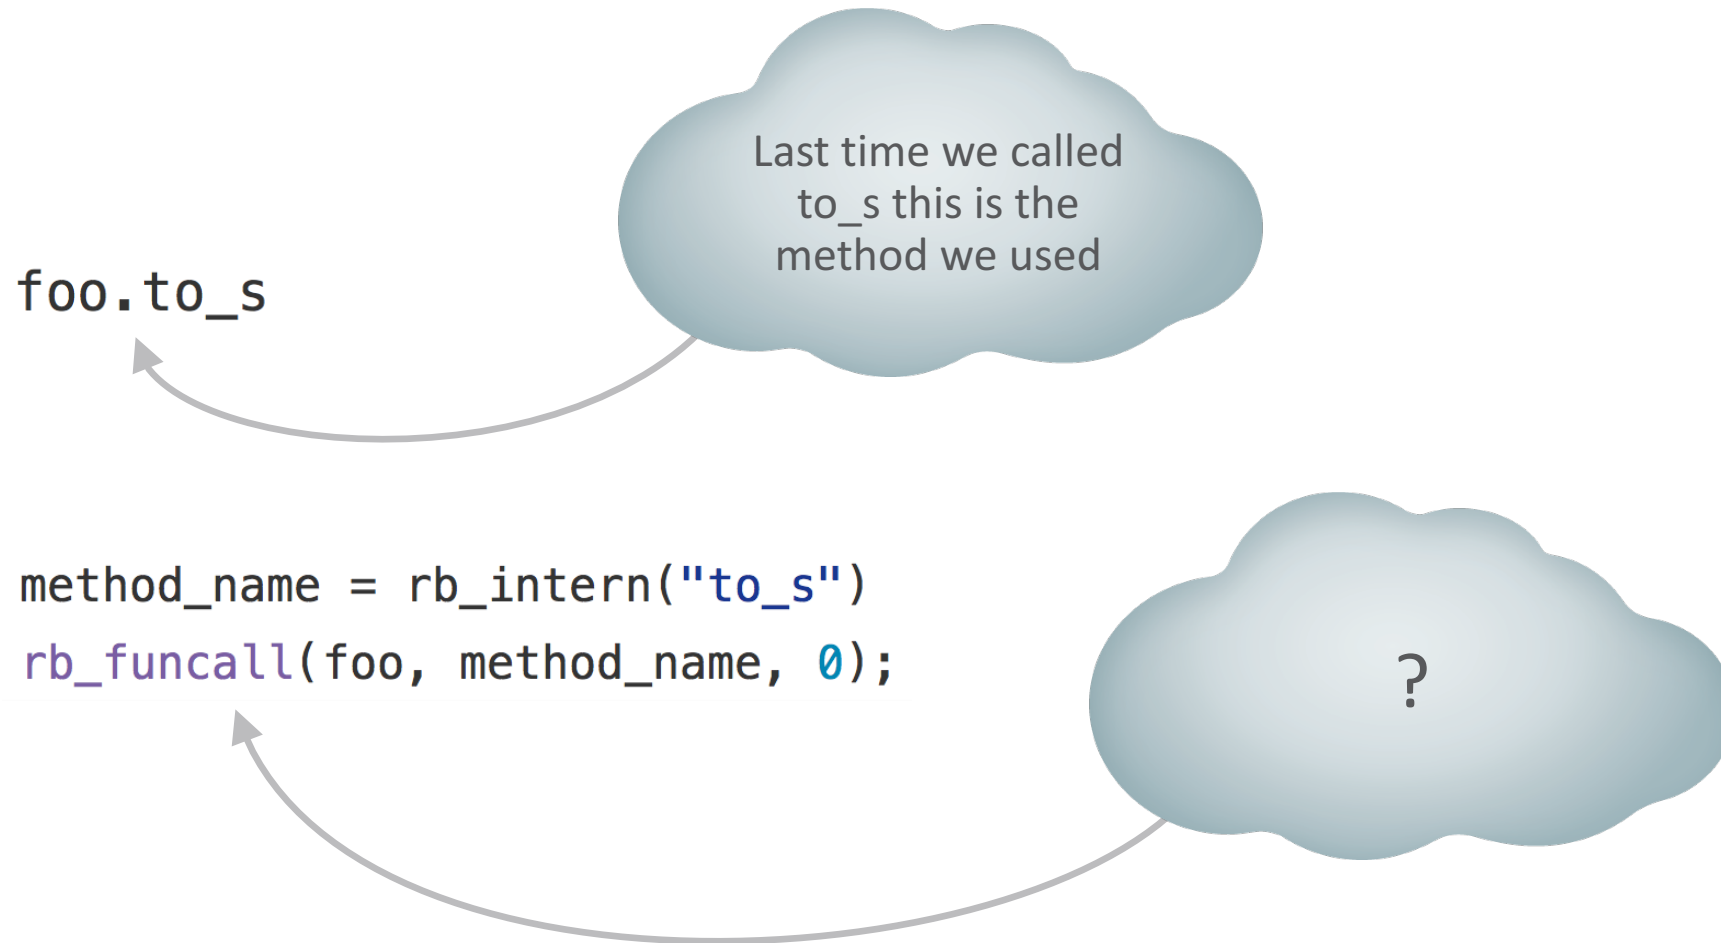 Last time we called
to_s this is the
method we used
foo.to_s
method_name = rb_intern("to_s")
rb_funcall(foo, method_name, 0);
?